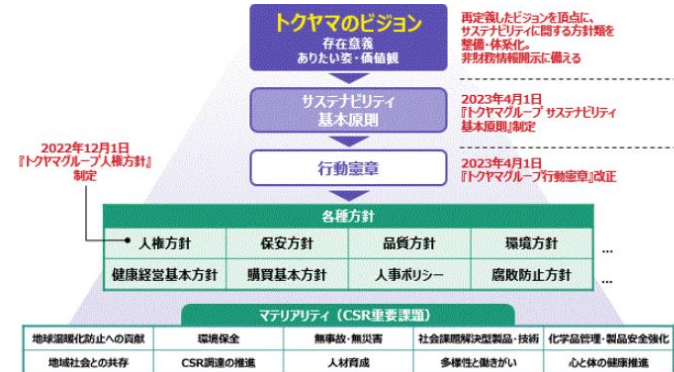 トクヤマのビジョン
存在意義
ありたい姿・価値観
再定義したビジョンを頂点に、
サステナビリティに関する方針類を
整備・体系化。
非財務情報開示に備える
サステナビリティ
基本原則
2023年4月1日
『トクヤマグループ サステナビリティ
基本原則』制定
2022年12月1日
『トクヤマグループ人権方針』
制定
行動憲章
2023年4月1日
『トクヤマグループ行動憲章』改正
各種方針
人権方針 保安方針 品質方針 環境方針 ...
健康経営基本方針 購買基本方針 人事ポリシー 腐敗防止方針 ...
マテリアリティ（CSR重要課題）
地球温暖化防止への貢献 環境保全 無事故・無災害 社会課題解決型製品・技術 化学品管理・製品安全強化
地域社会との共存 CSR調達の推進 人材育成 多様性と働きがい 心と体の健康推進